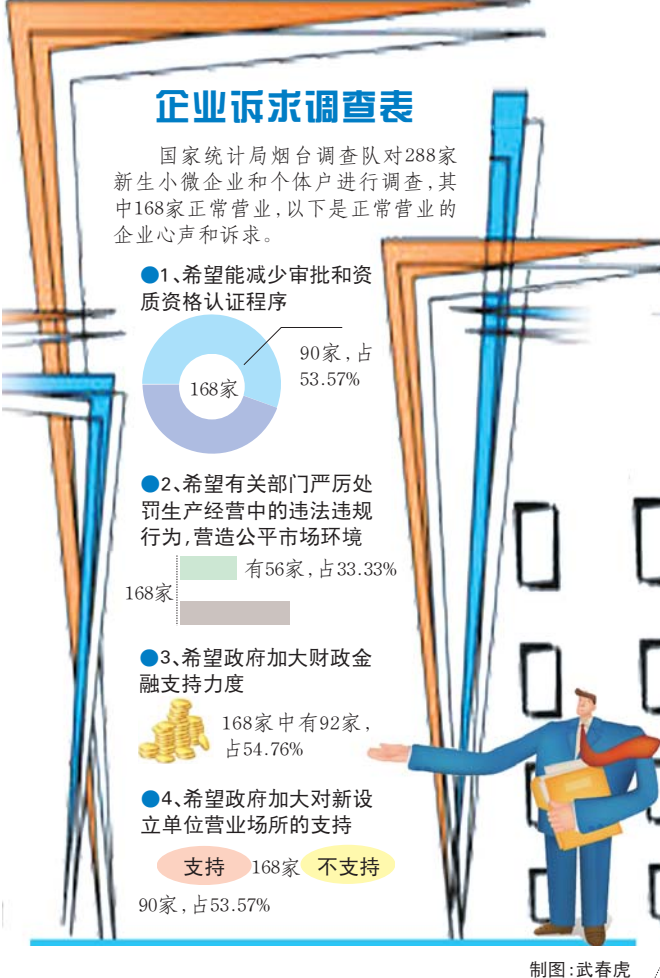 企业诉求调查表
国家统计局烟台调查队对288家
新生小微企业和个体户进行调查,其
中168家正常营业,以下是正常营业的
企业心声和诉求。
●1、希望能减少审批和资
质资格认证程序
90家,占
53.57%
168家
●2、希望有关部门严厉处
罚生产经营中的违法违规
行为,营造公平市场环境
有56家,占33.33%
168家
●3、希望政府加大财政金
融支持力度
168家中有92家,
占54.76%
●4、希望政府加大对新设
立单位营业场所的支持
支持 168家 不支持
90家,占53.57%
制图:武春虎